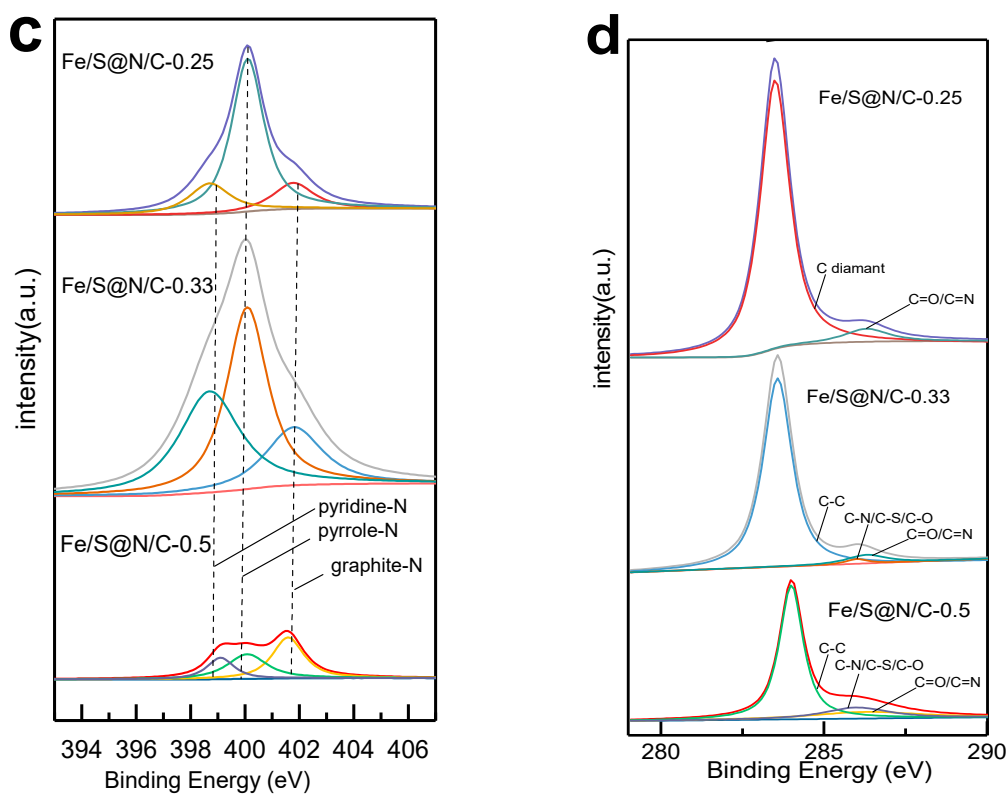 c
Fe/S@N/C-0.25
Fe/S@N/C-0.33
Fe/S@N/C-0.5
pyridine-N
pyrrole-N
graphite-N
intensity(a.u.)
394 396 398 400 402 404 406
Binding Energy (eV)
d
Fe/S@N/C-0.25
C diamant
C=O/C=N
Fe/S@N/C-0.33
C-C
C-N/C-S/C-O
C=O/C=N
Fe/S@N/C-0.5
C-C
C-N/C-S/C-O
C=O/C=N
intensity(a.u.)
280 285 290
Binding Energy (eV)